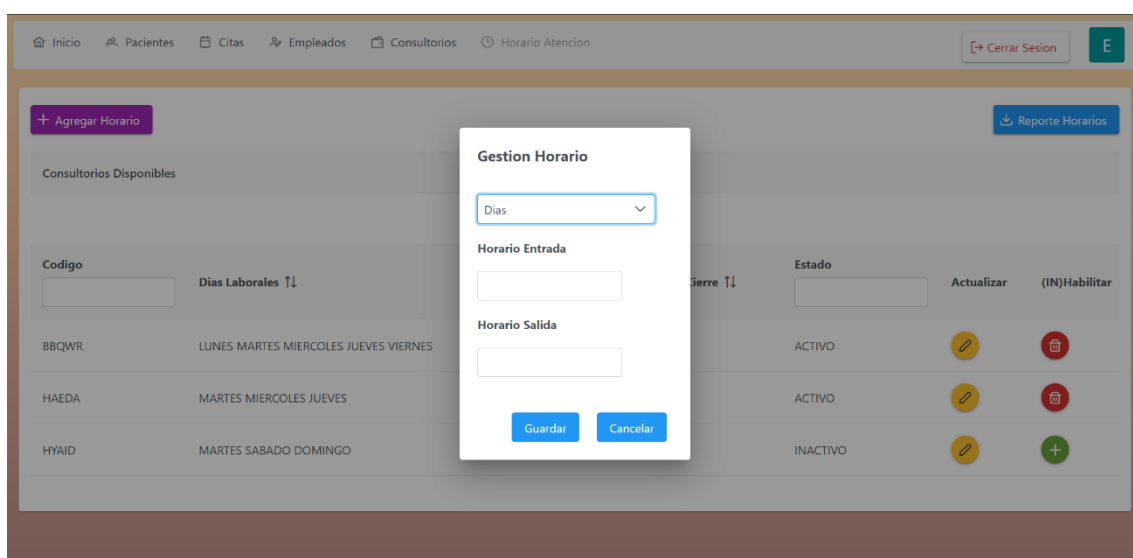 Inicio Pacientes Citas Empleados Consultorios Horario Atencion Cerrar Sesion E
+ Agregar Horario
Reporte Horarios
Consultorios Disponibles
Codigo Dias Laborales Cierre Estado Actualizar (IN)Habilitar
BBQWR LUNES MARTES MIERCOLES JUEVES VIERNES ACTIVO
HAEDA MARTES MIERCOLES JUEVES ACTIVO
HYAID MARTES SABADO DOMINGO INACTIVO
Gestion Horario
Dias
Horario Entrada
Horario Salida
Guardar Cancelar